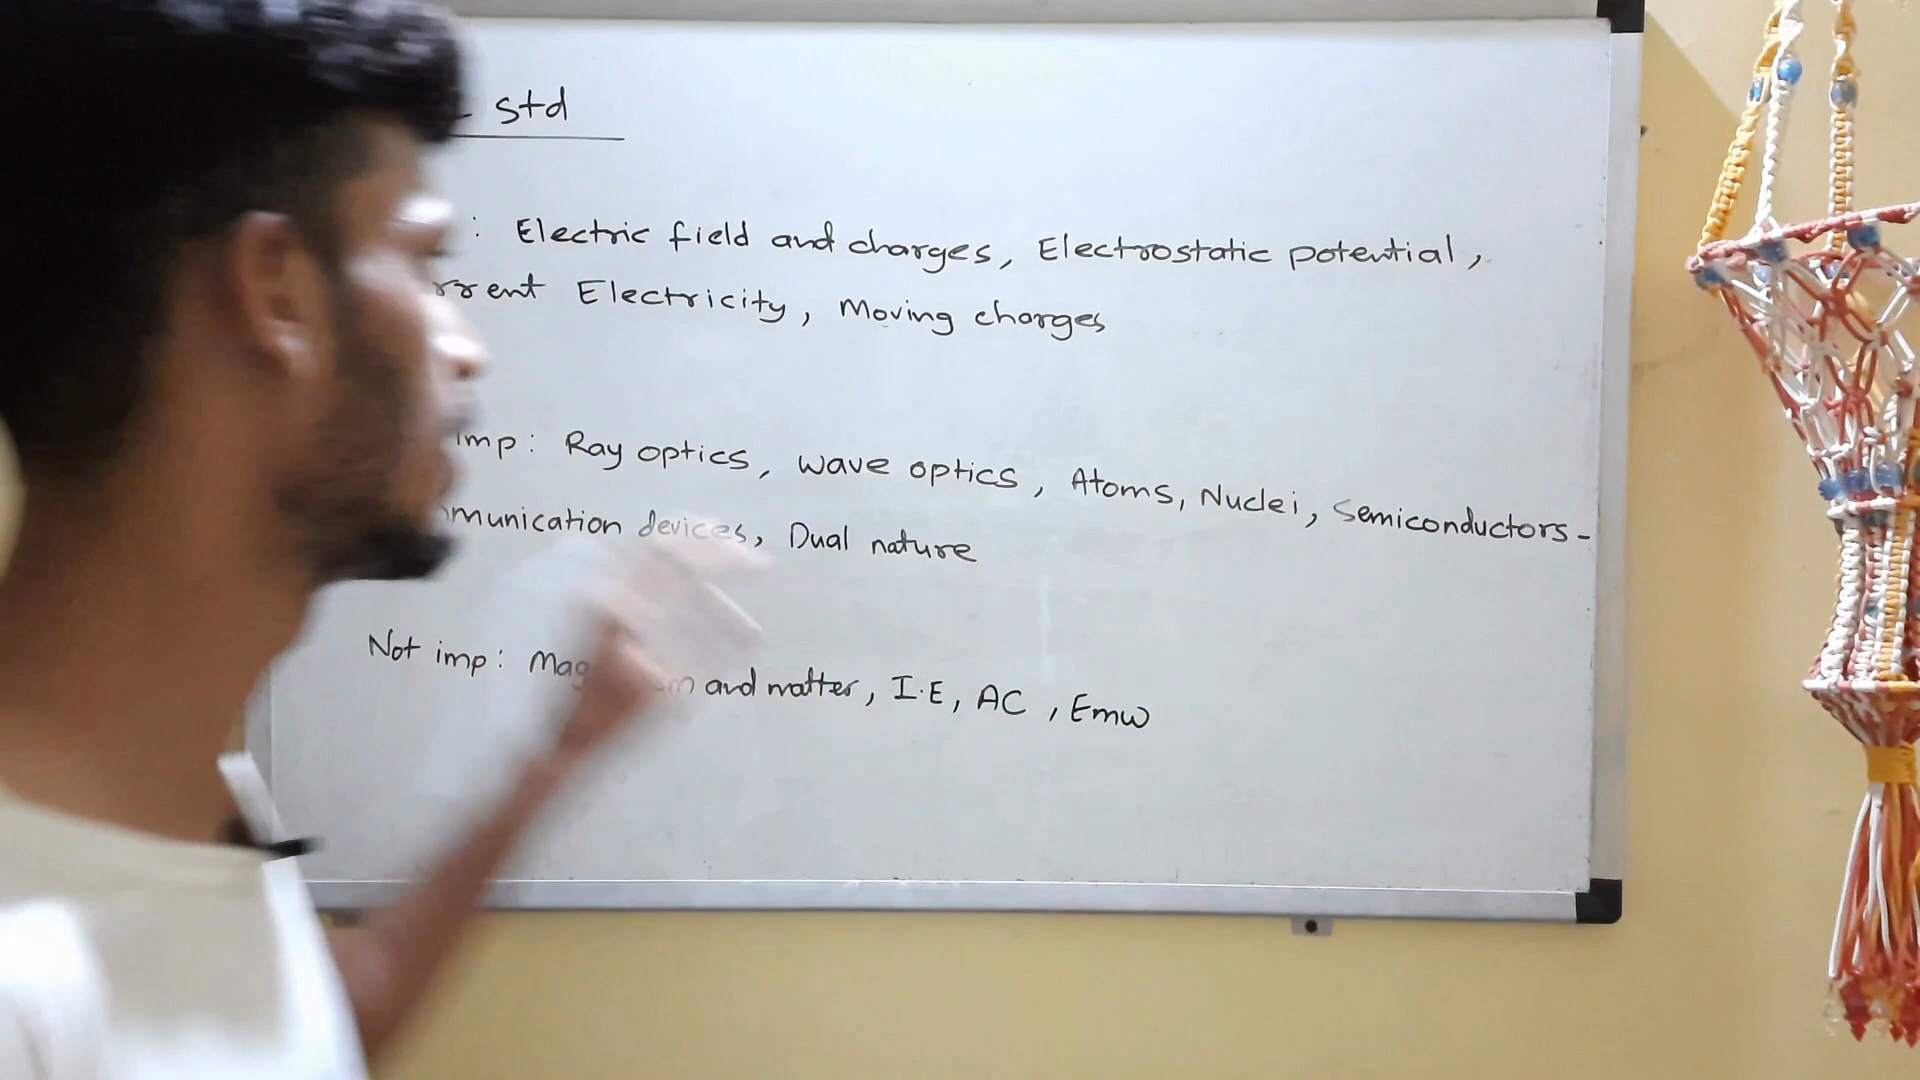 std
: Electric field and charges, Electrostatic potential,
Electricity, Moving charges
imp: Ray optics, wave optics, Atoms, Nuclei, Semiconductors-
devices, Dual nature
Not imp: and matter, I.E, AC, Emw